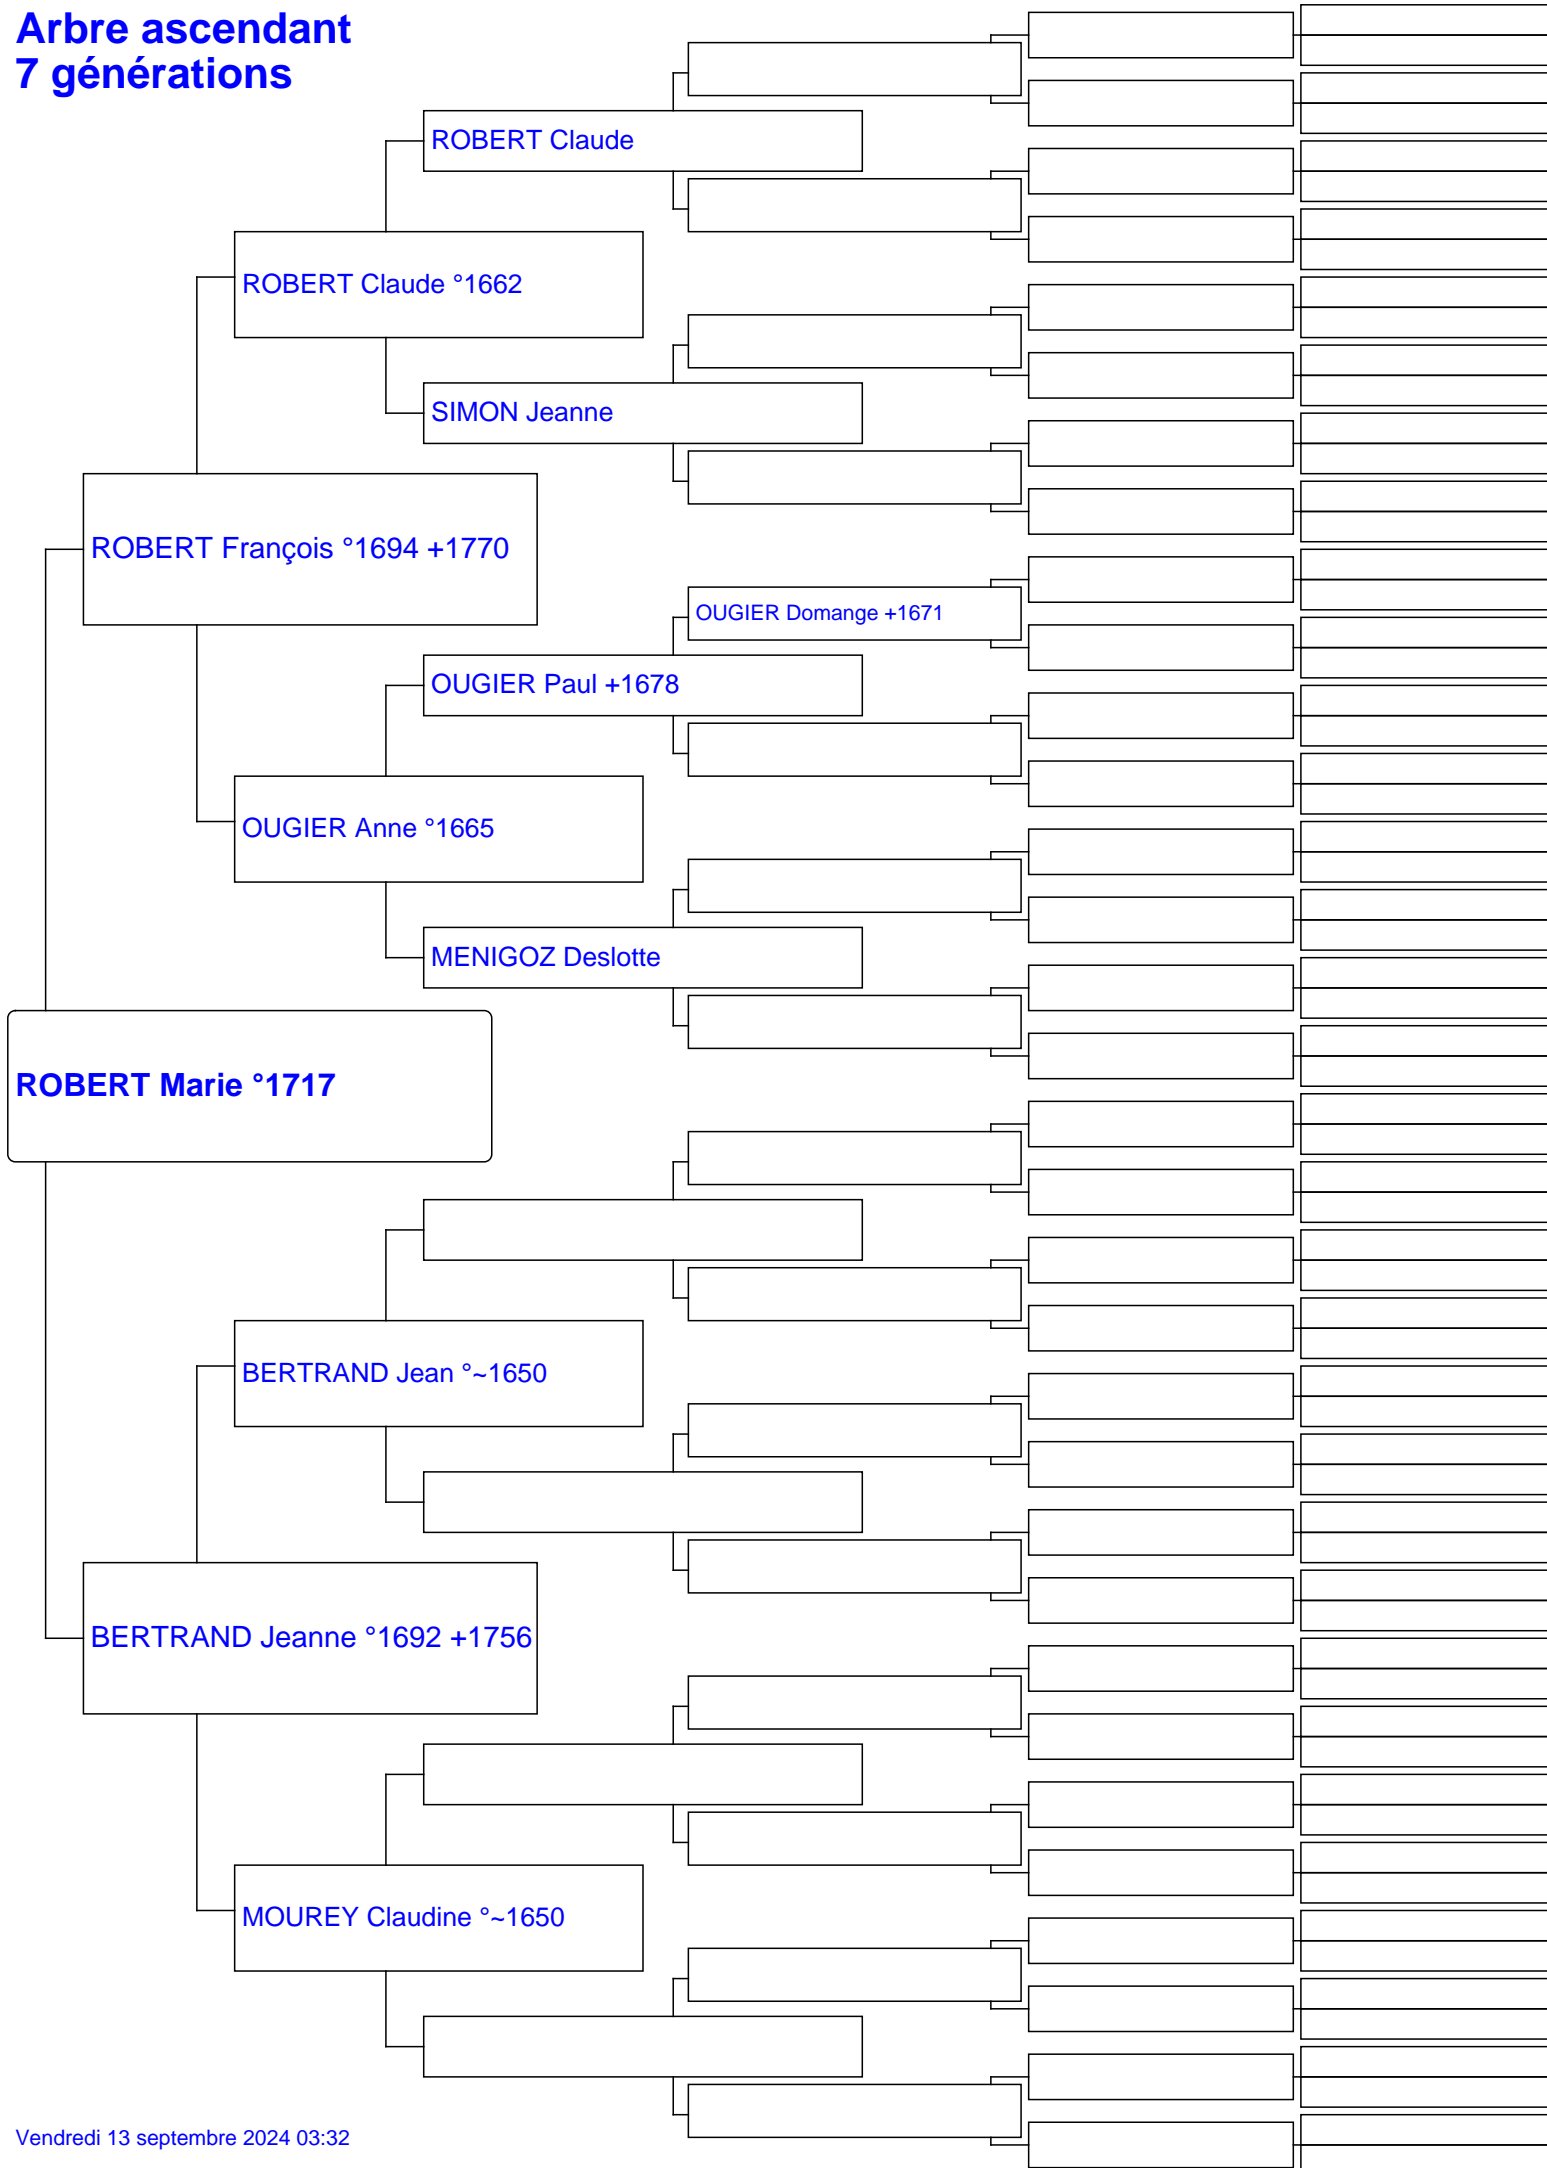 Arbre ascendant
7 générations
ROBERT Claude
ROBERT Claude °1662
SIMON Jeanne
ROBERT François °1694 +1770
OUGIER Domange +1671
OUGIER Paul +1678
OUGIER Anne °1665
MENIGOZ Deslotte
ROBERT Marie °1717
BERTRAND Jean °~1650
BERTRAND Jeanne °1692 +1756
MOUREY Claudine °~1650
Vendredi 13 septembre 2024 03:32